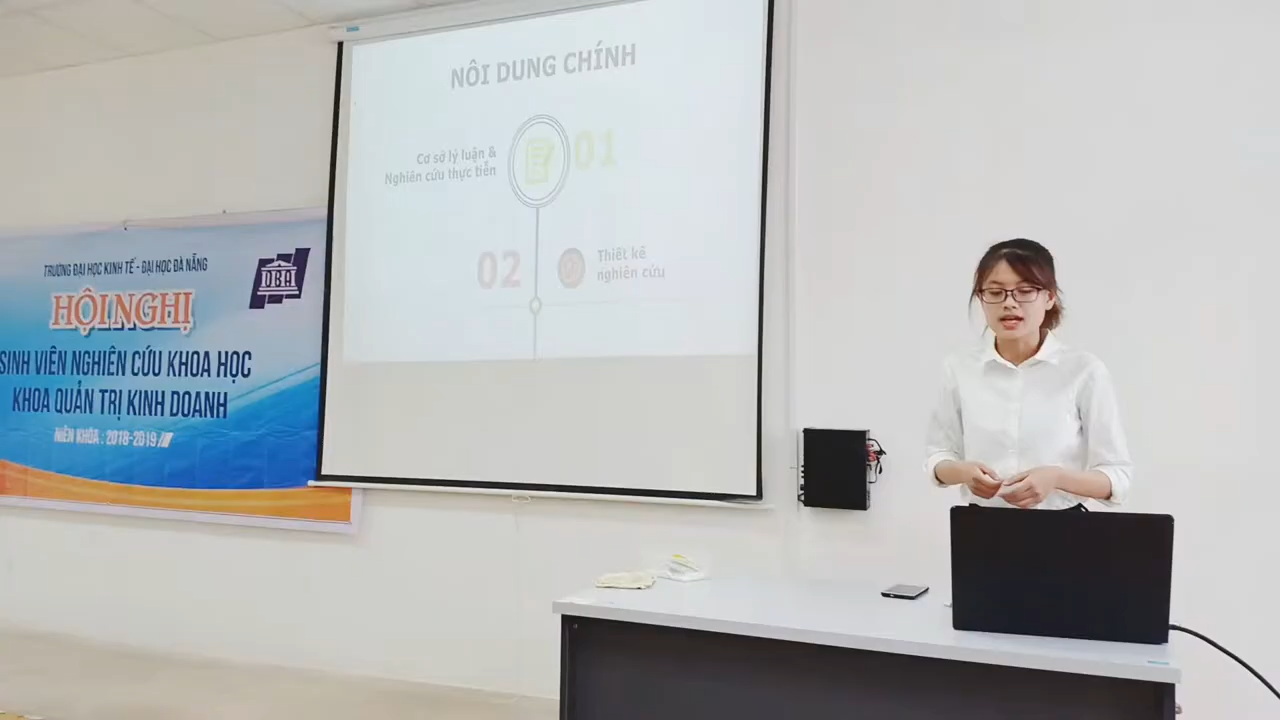 TRƯỜNG ĐẠI HỌC KINH TẾ - ĐẠI HỌC ĐÀ NẴNG
DBA
HỘI NGHỊ
SINH VIÊN NGHIÊN CỨU KHOA HỌC
KHOA QUẢN TRỊ KINH DOANH
NIÊN KHÓA : 2018-2019
NÔI DUNG CHÍNH
Cơ sở lý luận &
Nghiên cứu thực tiễn
01
02
Thiết kế
nghiên cứu